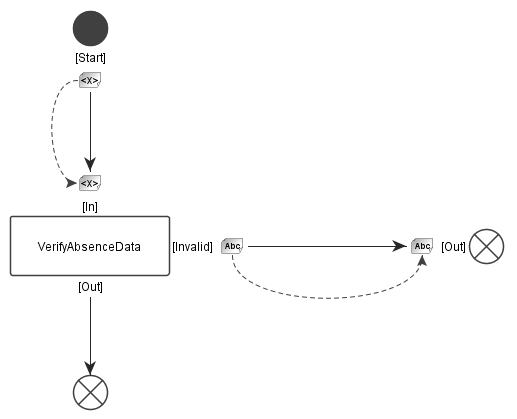 [Start]
<X>
<X>
[In]
VerifyAbsenceData
[Invalid]
Abc
Abc
[Out]
[Out]